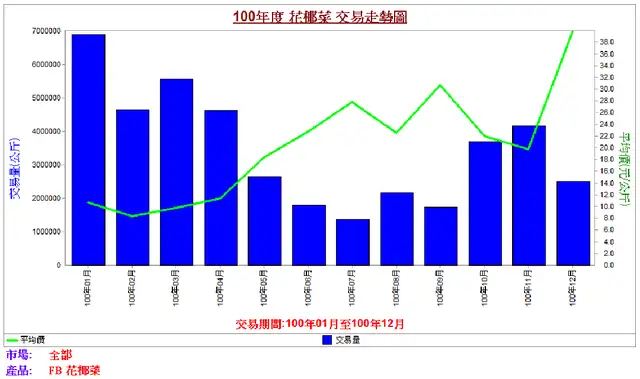 100年度 花椰菜 交易走勢圖
7000000
6000000
5000000
4000000
3000000
2000000
1000000
0
交易量(公斤)
38.0
36.0
34.0
32.0
30.0
28.0
26.0
24.0
22.0
20.0
18.0
16.0
14.0
12.0
10.0
8.0
6.0
4.0
2.0
0.0
平均價(元/公斤)
100年01月
100年02月
100年03月
100年04月
100年05月
100年06月
100年07月
100年08月
100年09月
100年10月
100年11月
100年12月
交易期間:100年01月至100年12月
平均價 交易量
市場: 全部
產品: FB 花椰菜